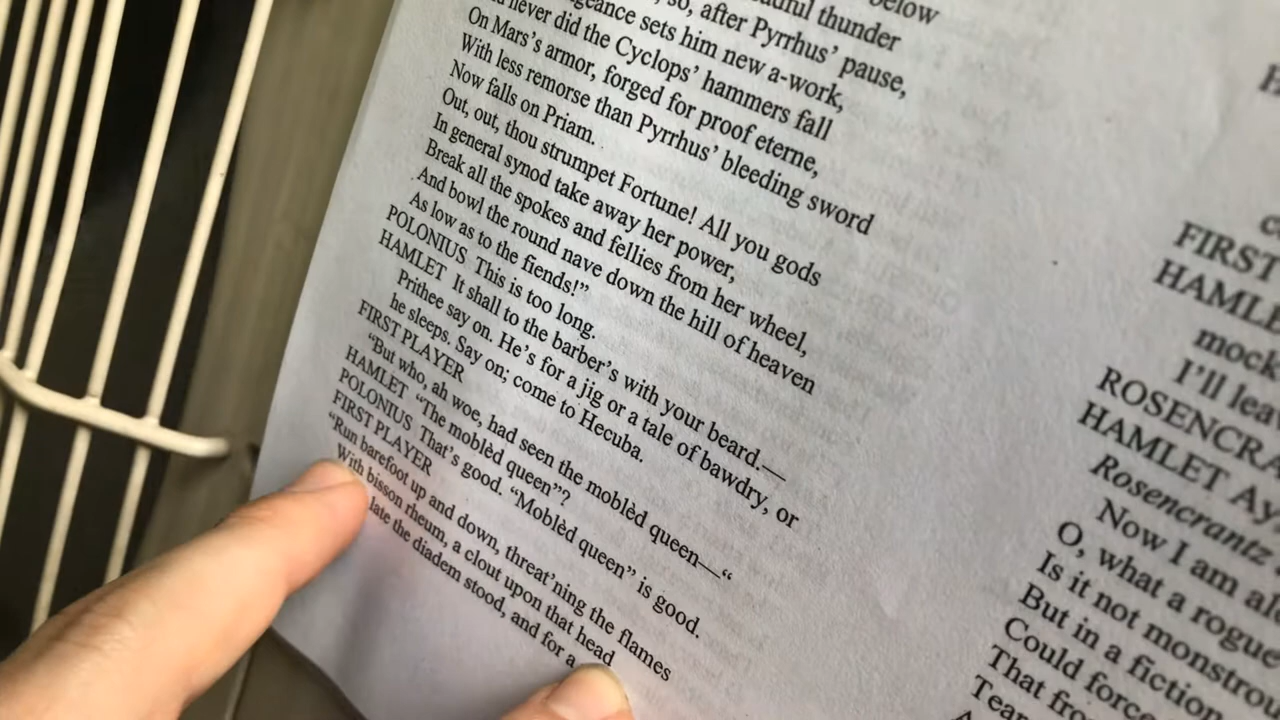 below
thunder
so, after Pyrrhus’ pause,
sets him new a-work,
never did the Cyclops’ hammers fall
On Mars’s armor, forged for proof eterne,
With less remorse than Pyrrhus’ bleeding sword
Now falls on Priam.
Out, out, thou strumpet Fortune! All you gods
In general synod take away her power,
Break all the spokes and fellies from her wheel,
And bowl the round nave down the hill of heaven
As low as to the fiends!”
POLONIUS This is too long.
HAMLET It shall to the barber’s with your beard.—
Prithee say on. He’s for a jig or a tale of bawdry, or
he sleeps. Say on; come to Hecuba.
FIRST PLAYER
“But who, ah woe, had seen the moblèd queen—“
HAMLET “The moblèd queen”?
POLONIUS That’s good. “Moblèd queen” is good.
FIRST PLAYER
“Run barefoot up and down, threat’ning the flames
With bisson rheum, a clout upon that head
late the diadem stood, and for a
FIRST
HAMLE
mock
I’ll lea
ROSENCRA
HAMLET Ay
Rosencrantz
Now I am al
O, what a rogue
Is it not monstrou
But in a fiction
Could force
That fro
Tear